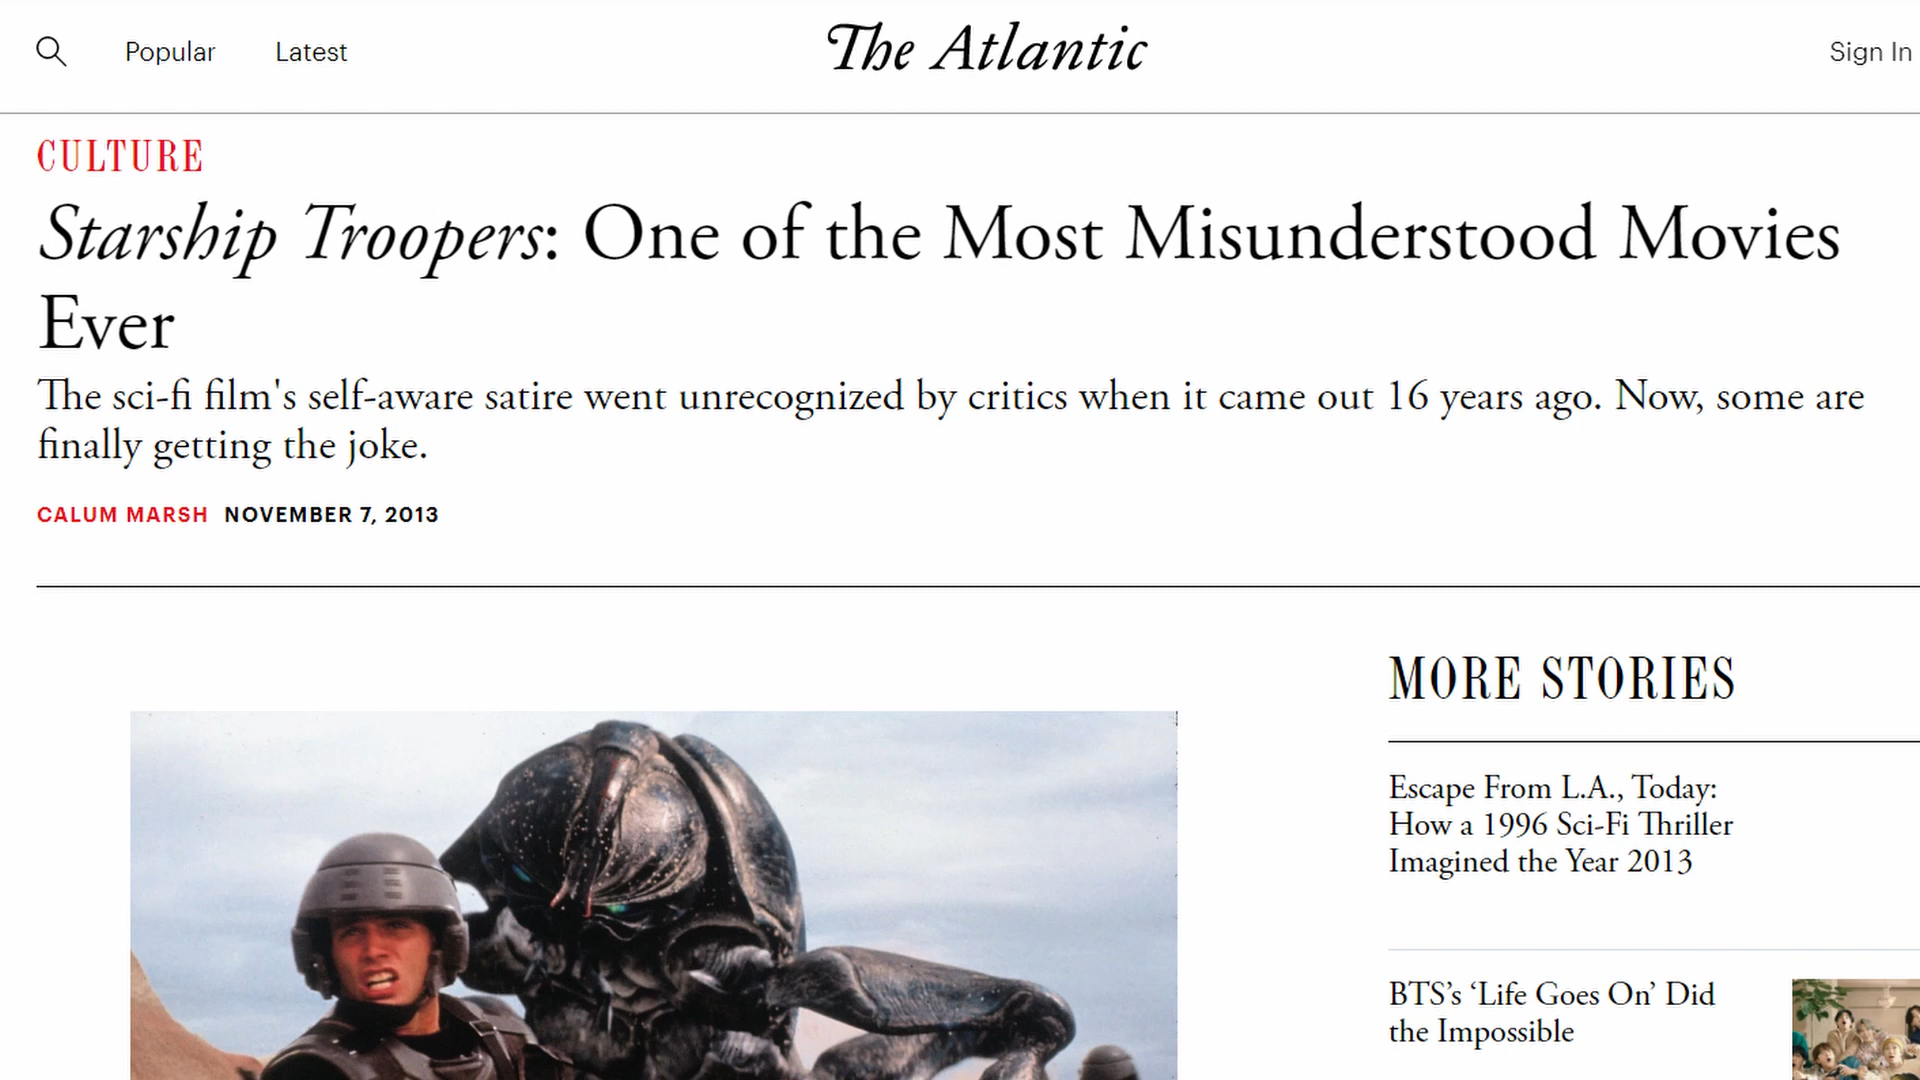 Popular
Latest
The Atlantic
Sign In
CULTURE
Starship Troopers: One of the Most Misunderstood Movies
Ever
The sci-fi film's self-aware satire went unrecognized by critics when it came out 16 years ago. Now, some are
finally getting the joke.
CALUM MARSH NOVEMBER 7, 2013
MORE STORIES
Escape From L.A., Today:
How a 1996 Sci-Fi Thriller
Imagined the Year 2013
BTS’s ‘Life Goes On’ Did
the Impossible